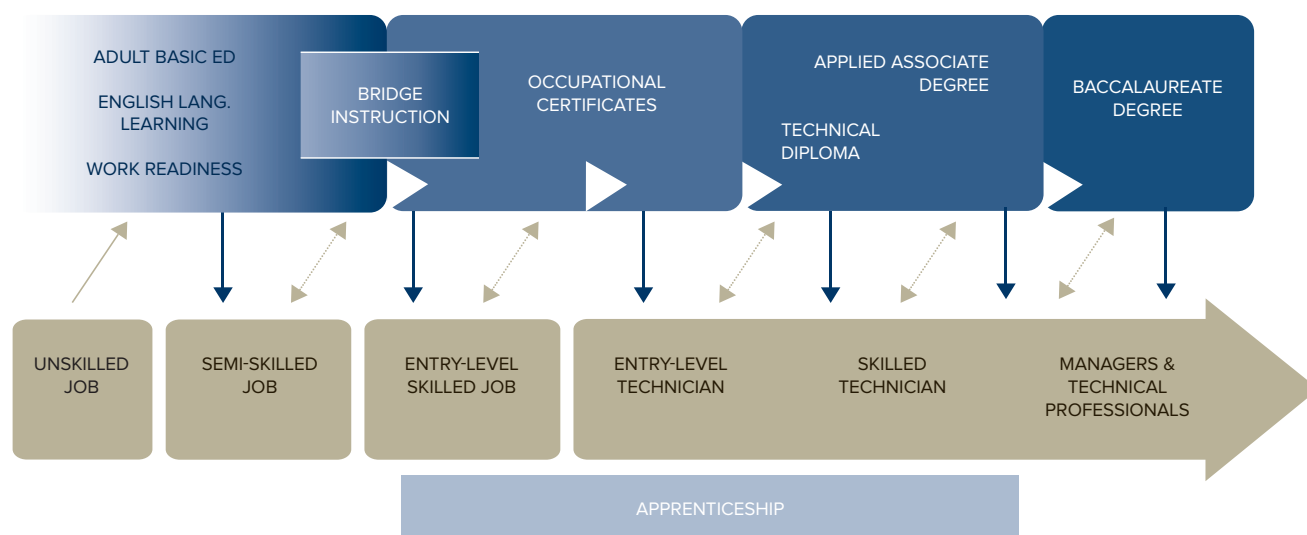 ADULT BASIC ED
ENGLISH LANG.
LEARNING
WORK READINESS
BRIDGE
INSTRUCTION
OCCUPATIONAL
CERTIFICATES
APPLIED ASSOCIATE
DEGREE
TECHNICAL
DIPLOMA
BACCALAUREATE
DEGREE
UNSKILLED
JOB
SEMI-SKILLED
JOB
ENTRY-LEVEL
SKILLED JOB
ENTRY-LEVEL
TECHNICIAN
SKILLED
TECHNICIAN
MANAGERS &
TECHNICAL
PROFESSIONALS
APPRENTICESHIP